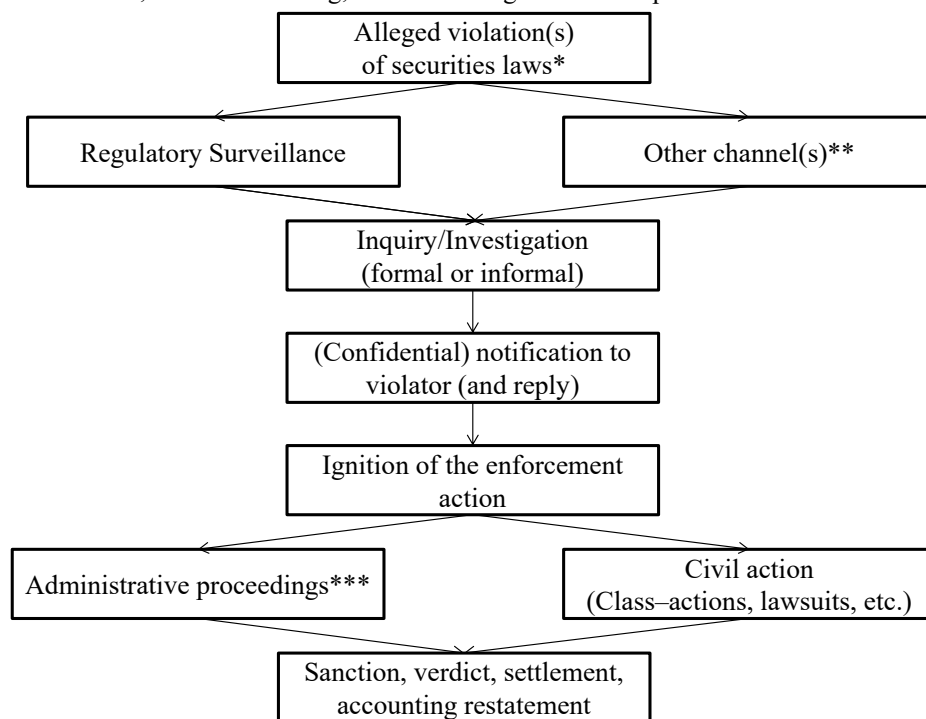 Alleged violation(s)
of securities laws*
Regulatory Surveillance
Other channel(s)**
Inquiry/Investigation
(formal or informal)
(Confidential) notification to
violator (and reply)
Ignition of the enforcement
action
Administrative proceedings***
Civil action
(Class–actions, lawsuits, etc.)
Sanction, verdict, settlement,
accounting restatement